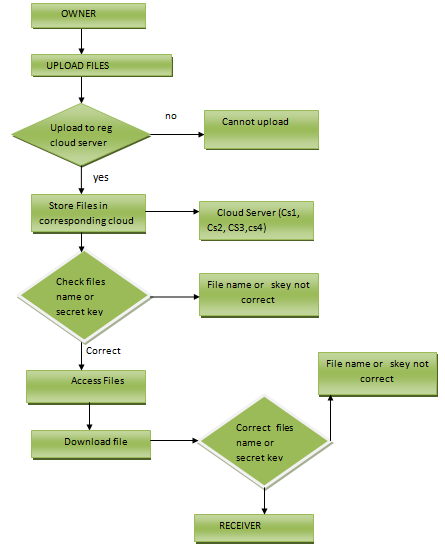 OWNER
UPLOAD FILES
Upload to reg
cloud server
no
Cannot upload
yes
Store Files in
corresponding cloud
Cloud Server (Cs1,
Cs2, CS3,cs4)
Check files
name or
secret key
File name or skey not
correct
Correct
Access Files
File name or skey not
correct
Download file
Correct files
name or
secret key
RECEIVER